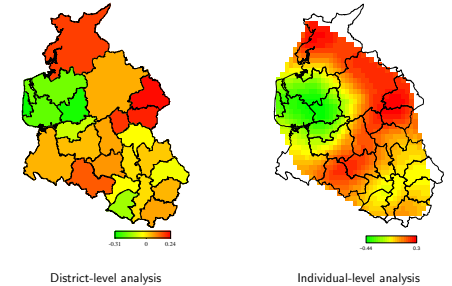 -0.31 0 0.24
-0.44 0.3
District-level analysis
Individual-level analysis